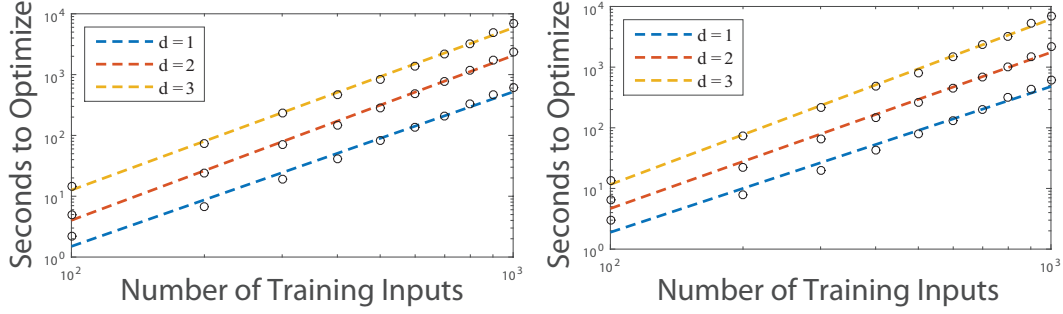 Seconds to Optimize
10^4
10^3
10^2
10^1
10^0
d = 1
d = 2
d = 3
10^2
10^3
Number of Training Inputs
Seconds to Optimize
10^4
10^3
10^2
10^1
10^0
d = 1
d = 2
d = 3
10^2
10^3
Number of Training Inputs